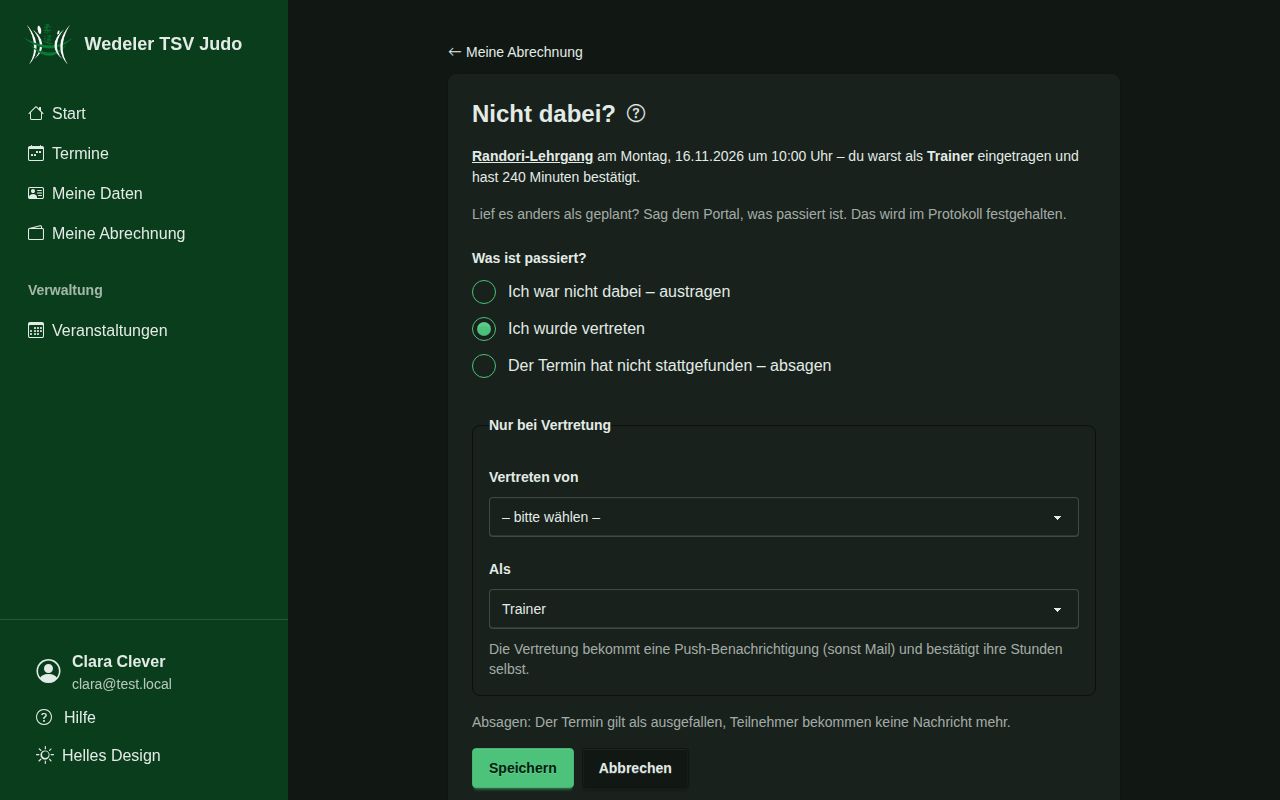 Wedeler TSV Judo
Start
Termine
Meine Daten
Meine Abrechnung
Verwaltung
Veranstaltungen
Clara Clever
clara@test.local
Hilfe
Helles Design
← Meine Abrechnung
Nicht dabei?
Randori-Lehrgang am Montag, 16.11.2026 um 10:00 Uhr – du warst als Trainer eingetragen und
hast 240 Minuten bestätigt.
Lief es anders als geplant? Sag dem Portal, was passiert ist. Das wird im Protokoll festgehalten.
Was ist passiert?
Ich war nicht dabei – austragen
Ich wurde vertreten
Der Termin hat nicht stattgefunden – absagen
Nur bei Vertretung
Vertreten von
– bitte wählen –
Als
Trainer
Die Vertretung bekommt eine Push-Benachrichtigung (sonst Mail) und bestätigt ihre Stunden
selbst.
Absagen: Der Termin gilt als ausgefallen, Teilnehmer bekommen keine Nachricht mehr.
Speichern
Abbrechen